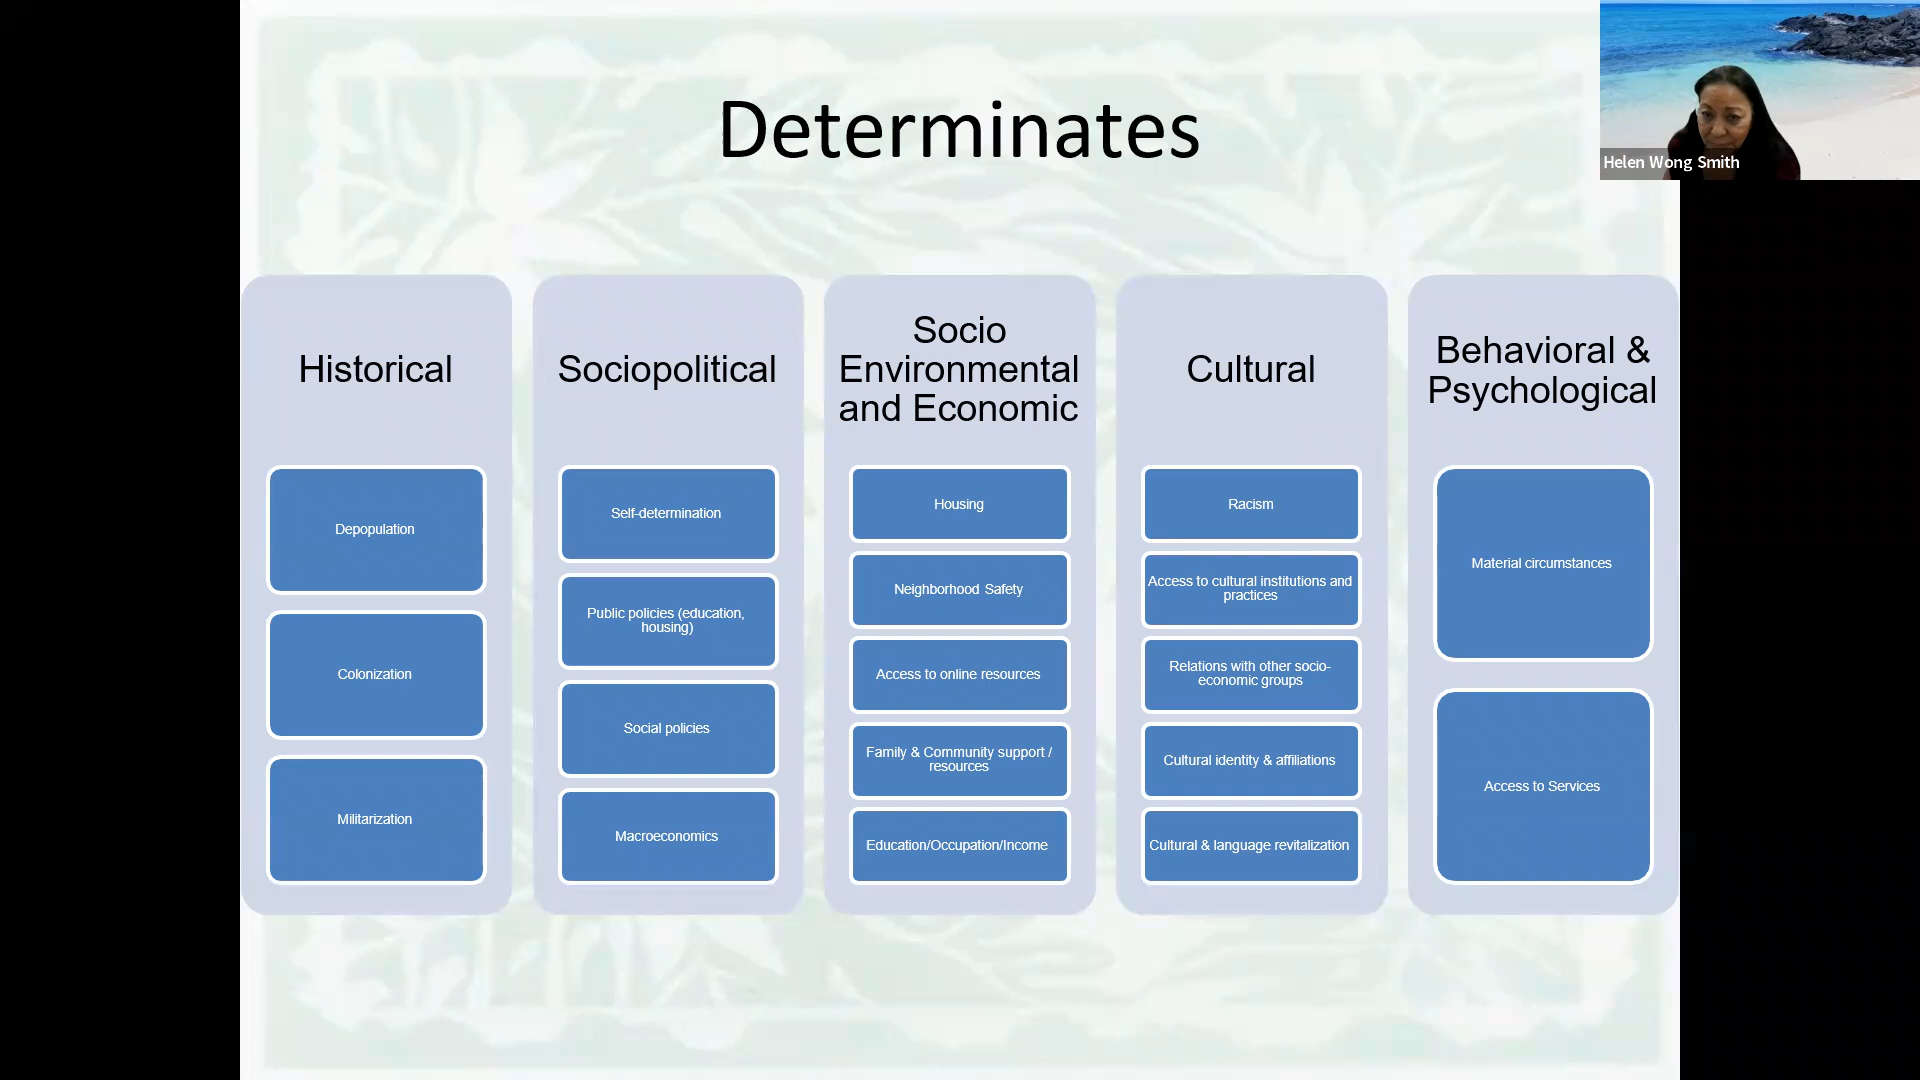 Determinates
Helen Wong Smith
Historical
Depopulation
Colonization
Militarization
Sociopolitical
Self-determination
Public policies (education,
housing)
Social policies
Macroeconomics
Socio
Environmental
and Economic
Housing
Neighborhood Safety
Access to online resources
Family & Community support /
resources
Education/Occupation/Income
Cultural
Racism
Access to cultural institutions and
practices
Relations with other socio-
economic groups
Cultural identity & affiliations
Cultural & language revitalization
Behavioral &
Psychological
Material circumstances
Access to Services